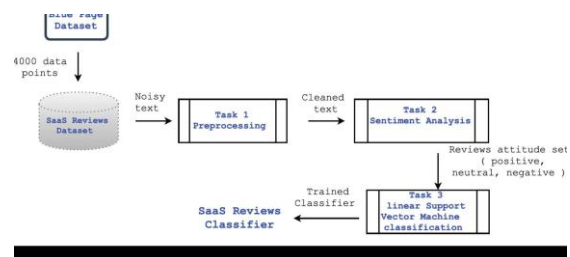 Blue Page
Dataset
4000 data
points
SaaS Reviews
Dataset
Noisy
text
Task 1
Preprocessing
Cleaned
text
Task 2
Sentiment Analysis
Reviews attitude set
( positive,
neutral, negative )
Task 3
linear Support
Vector Machine
classification
Trained
Classifier
SaaS Reviews
Classifier